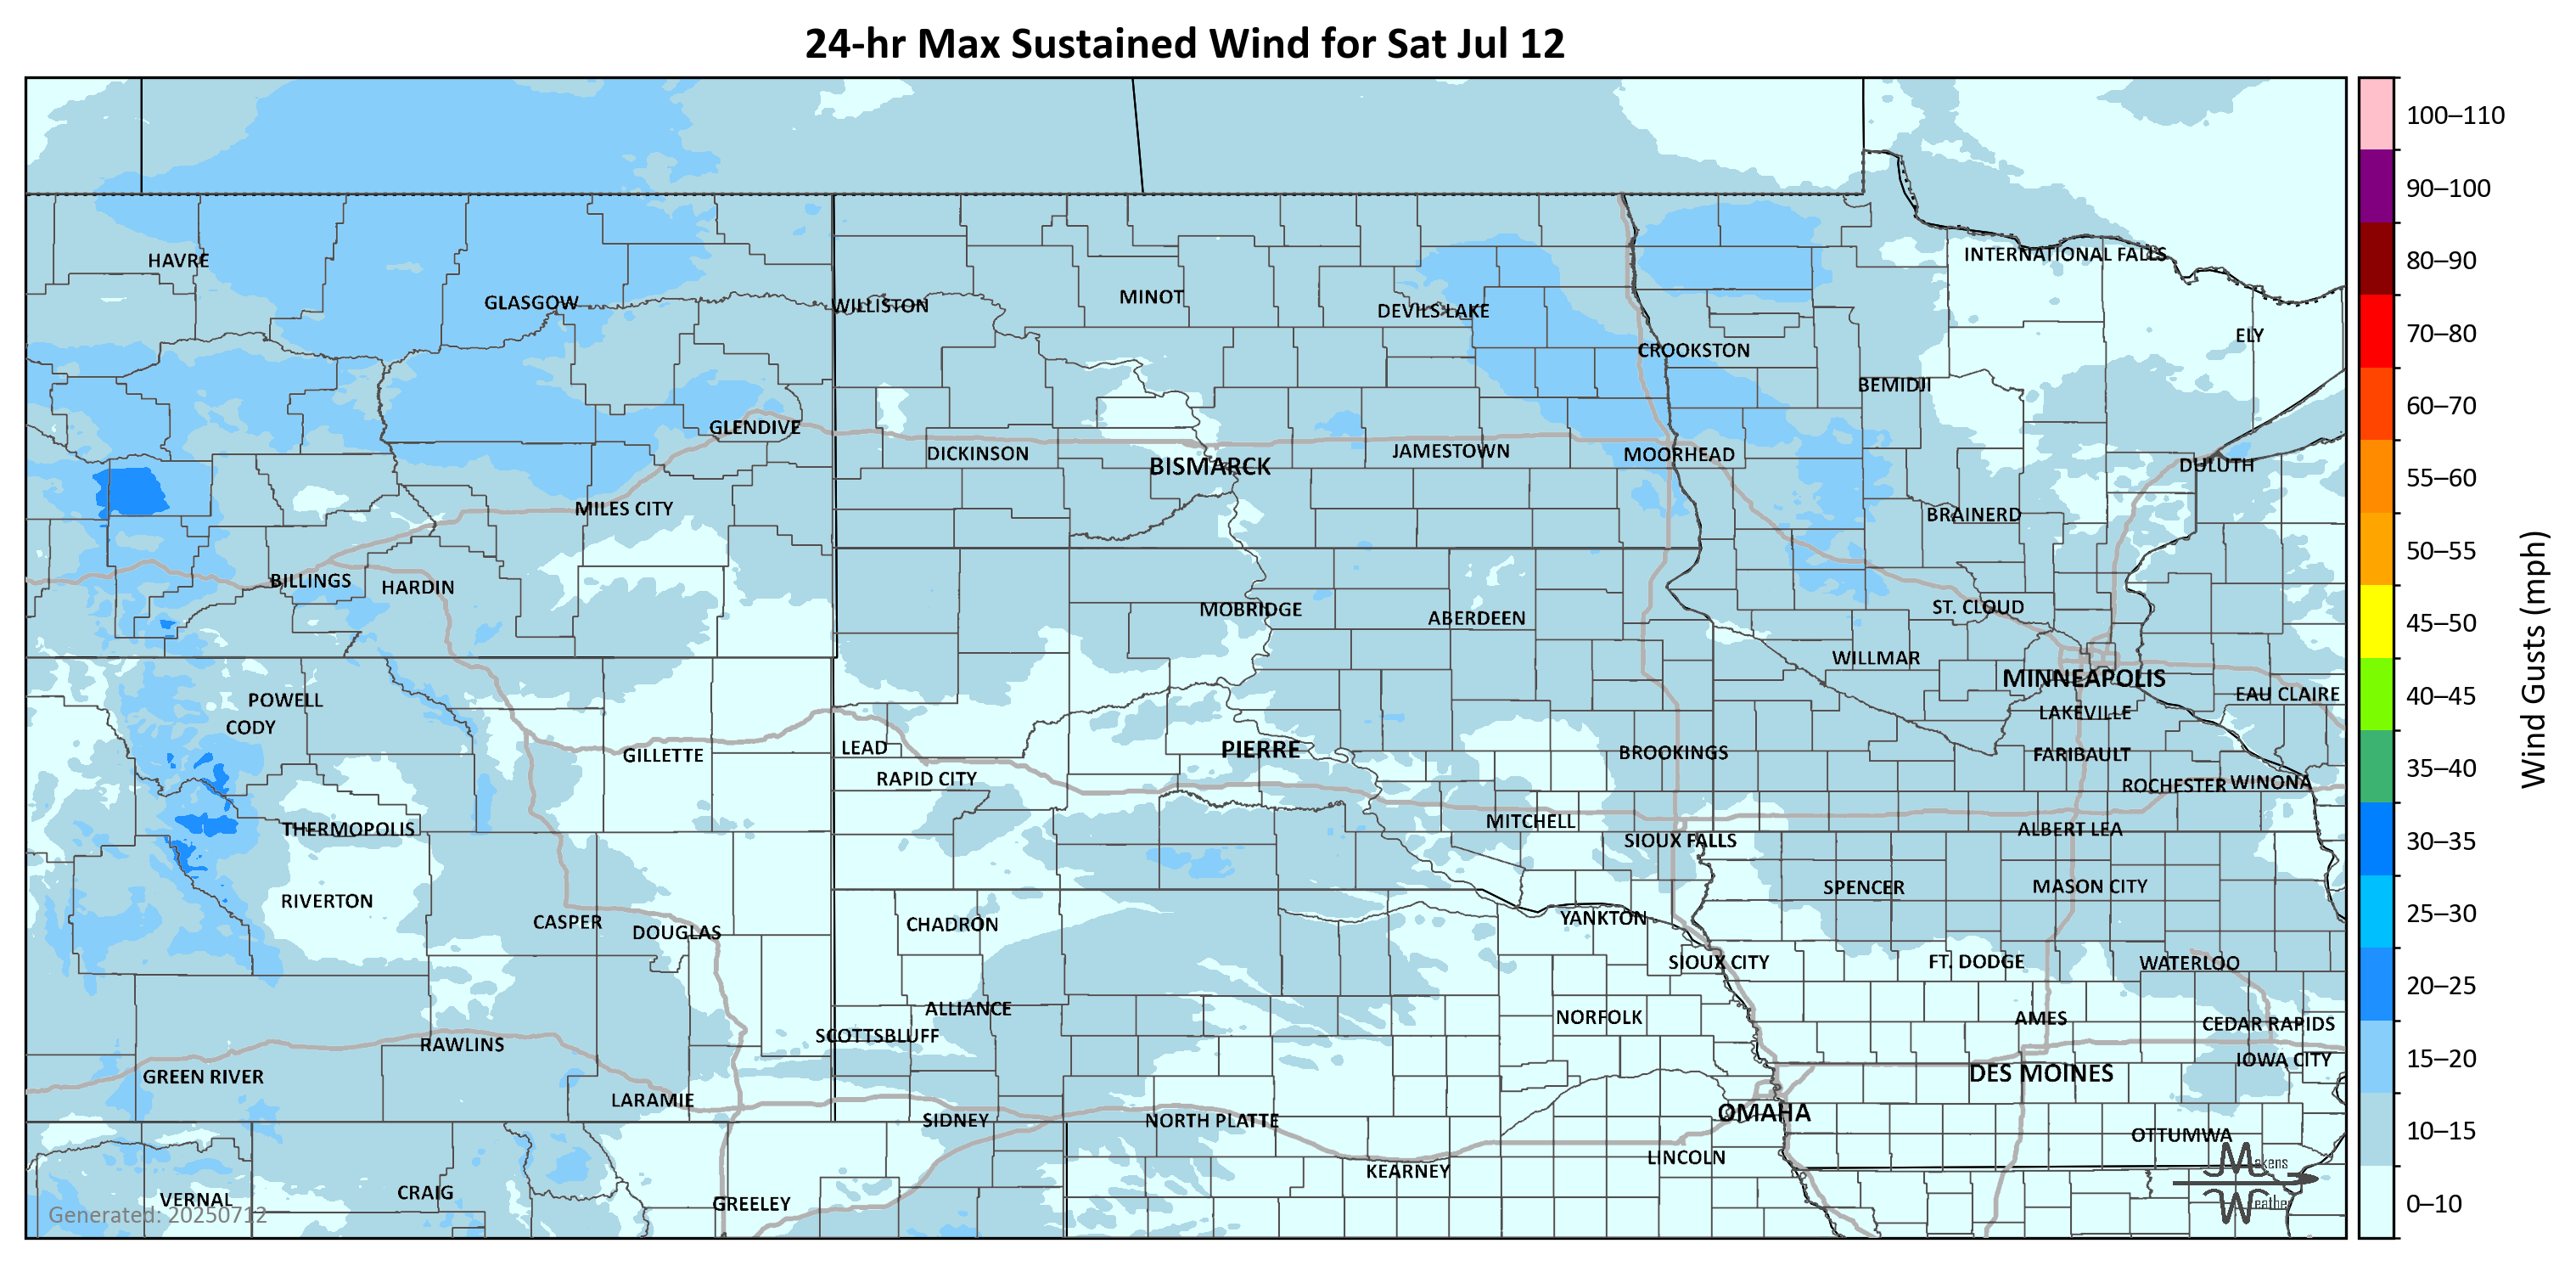 24-hr Max Sustained Wind for Sat Jul 12
100–110
90–100
80–90
70–80
60–70
55–60
50–55
45–50
40–45
35–40
30–35
25–30
20–25
15–20
10–15
0–10
Wind Gusts (mph)
HAVRE
INTERNATIONAL FALLS
GLASGOW
WILLISTON
MINOT
DEVILS LAKE
ELY
CROOKSTON
BEMIDJI
GLENDIVE
DICKINSON
BISMARCK
JAMESTOWN
MOORHEAD
DULUTH
MILES CITY
BRAINERD
BILLINGS
HARDIN
MOBRIDGE
ABERDEEN
ST. CLOUD
WILLMAR
MINNEAPOLIS
POWELL
EAU CLAIRE
CODY
LAKEVILLE
GILLETTE
LEAD
PIERRE
BROOKINGS
FARIBAULT
RAPID CITY
ROCHESTER
WINONA
THERMOPOLIS
MITCHELL
SIOUX FALLS
ALBERT LEA
RIVERTON
SPENCER
MASON CITY
CASPER
DOUGLAS
CHADRON
YANKTON
SIOUX CITY
FT. DODGE
WATERLOO
ALLIANCE
NORFOLK
AMES
CEDAR RAPIDS
SCOTTSBLUFF
RAWLINS
IOWA CITY
GREEN RIVER
DES MOINES
LARAMIE
SIDNEY
NORTH PLATTE
OMAHA
OTTUMWA
KEARNEY
LINCOLN
VERNAL
CRAIG
GREELEY
Generated: 20250712
Makens
Weather